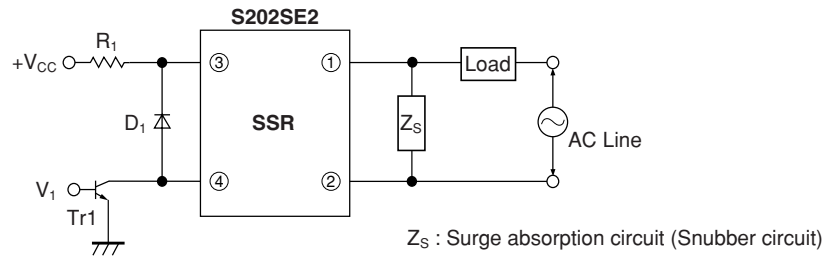 S202SE2
R1
+VCC
③
①
Load
D1
SSR
ZS
AC Line
V1
④
②
Tr1
ZS : Surge absorption circuit (Snubber circuit)